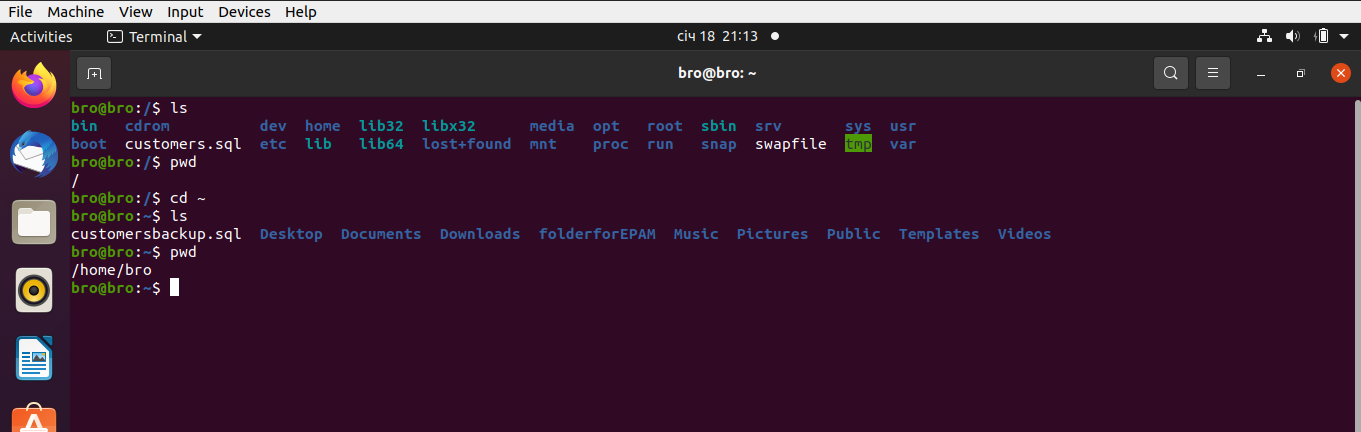 File Machine View Input Devices Help
Activities Terminal січ 18 21:13
bro@bro: ~
bro@bro:/$ ls
bin cdrom dev home lib32 libx32 media opt root sbin srv sys usr
boot customers.sql etc lib lib64 lost+found mnt proc run snap swapfile tmp var
bro@bro:/$ pwd
/
bro@bro:/$ cd ~
bro@bro:~$ ls
customersbackup.sql Desktop Documents Downloads folderforEPAM Music Pictures Public Templates Videos
bro@bro:~$ pwd
/home/bro
bro@bro:~$